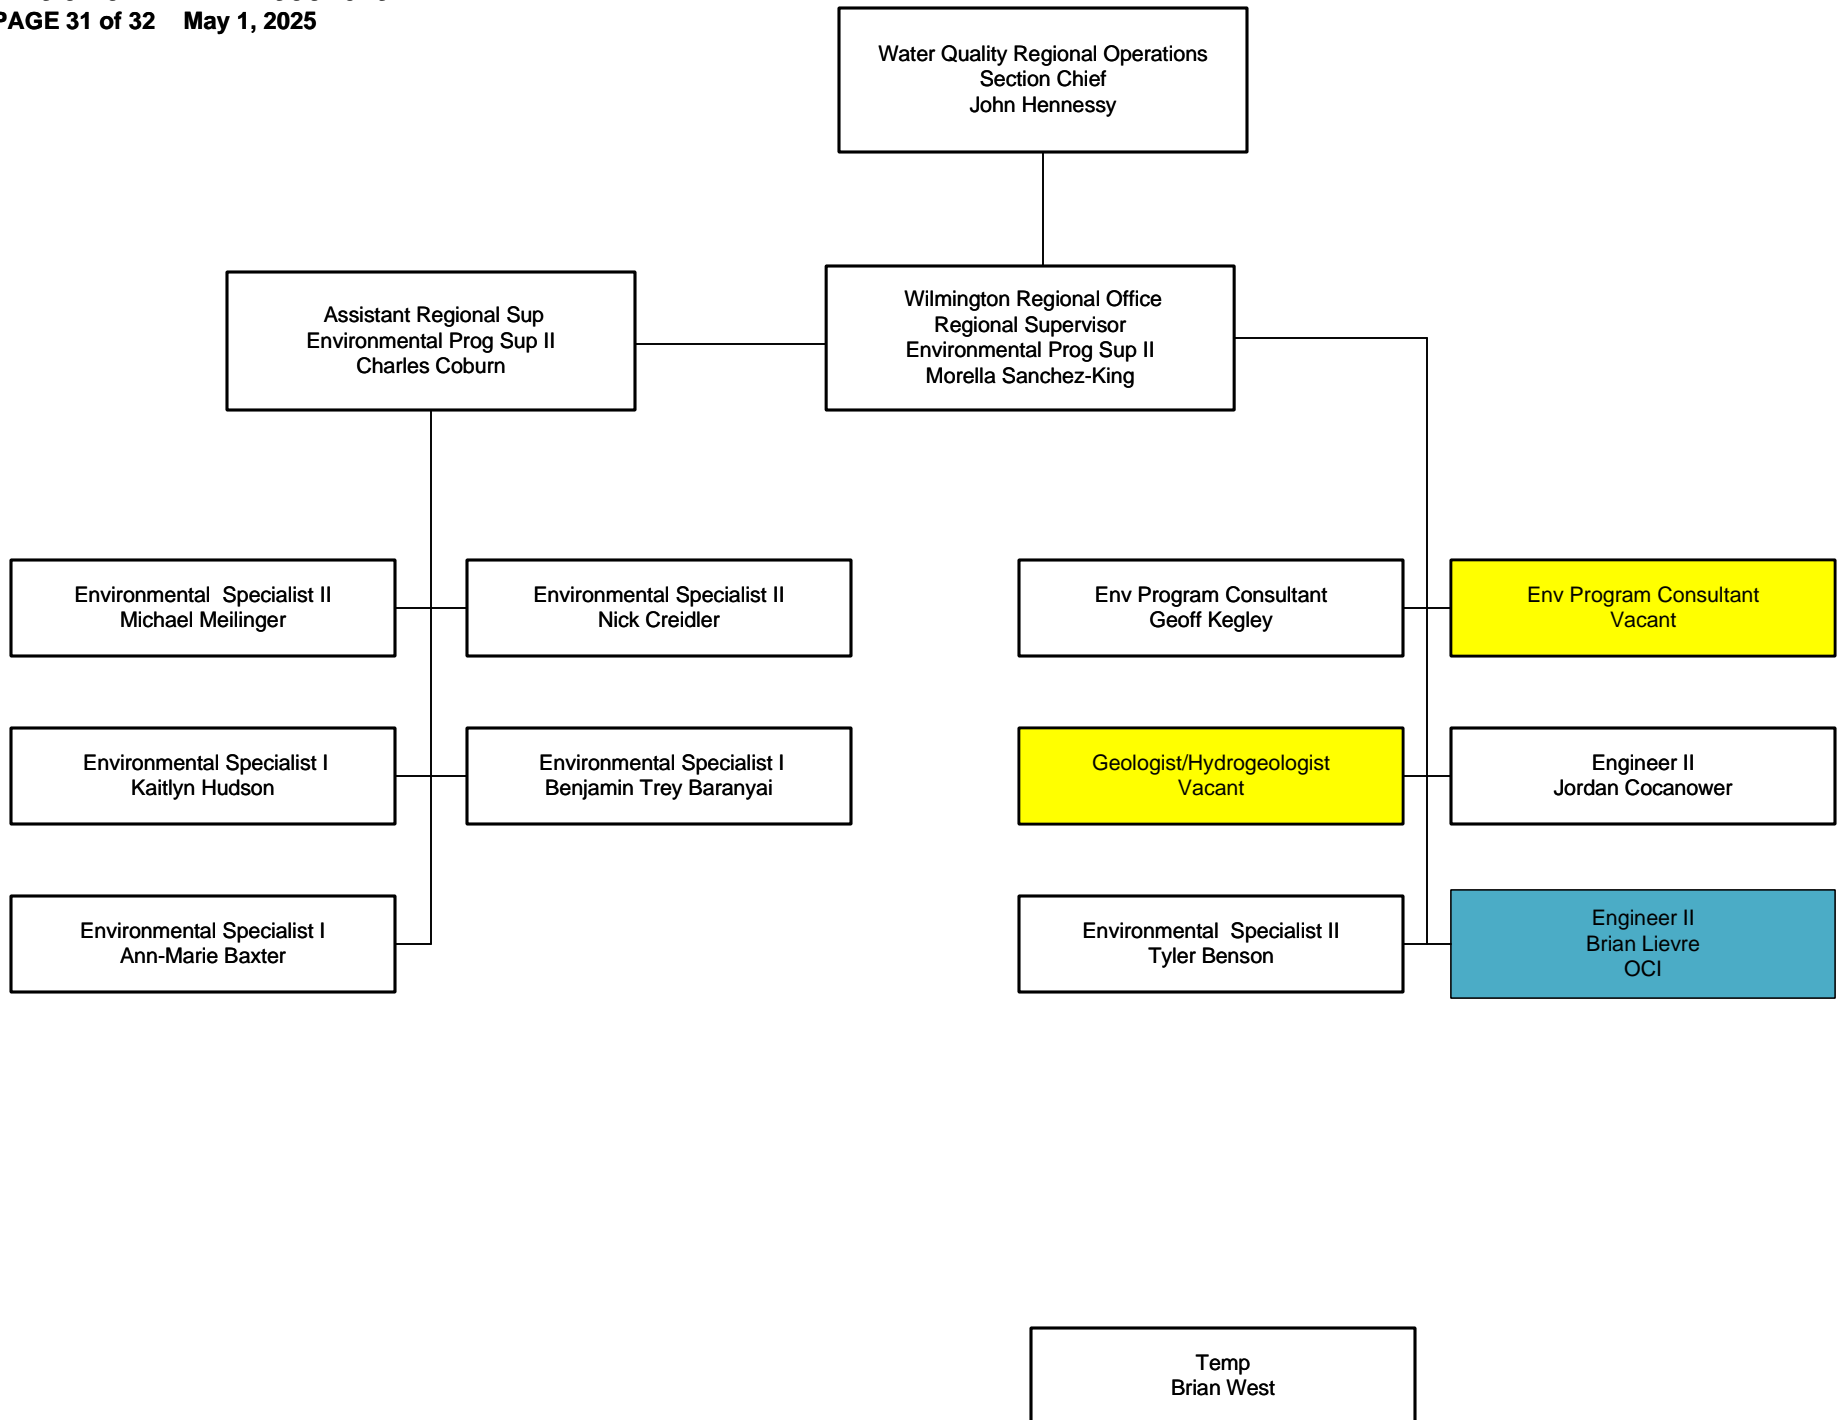 PAGE 31 of 32 May 1, 2025
Water Quality Regional Operations
Section Chief
John Hennessy
Assistant Regional Sup
Environmental Prog Sup II
Charles Coburn
Wilmington Regional Office
Regional Supervisor
Environmental Prog Sup II
Morella Sanchez-King
Environmental Specialist II
Michael Meilinger
Environmental Specialist II
Nick Creidler
Env Program Consultant
Geoff Kegley
Env Program Consultant
Vacant
Environmental Specialist I
Kaitlyn Hudson
Environmental Specialist I
Benjamin Trey Baranyai
Geologist/Hydrogeologist
Vacant
Engineer II
Jordan Cocanower
Environmental Specialist I
Ann-Marie Baxter
Environmental Specialist II
Tyler Benson
Engineer II
Brian Lievre
OCI
Temp
Brian West